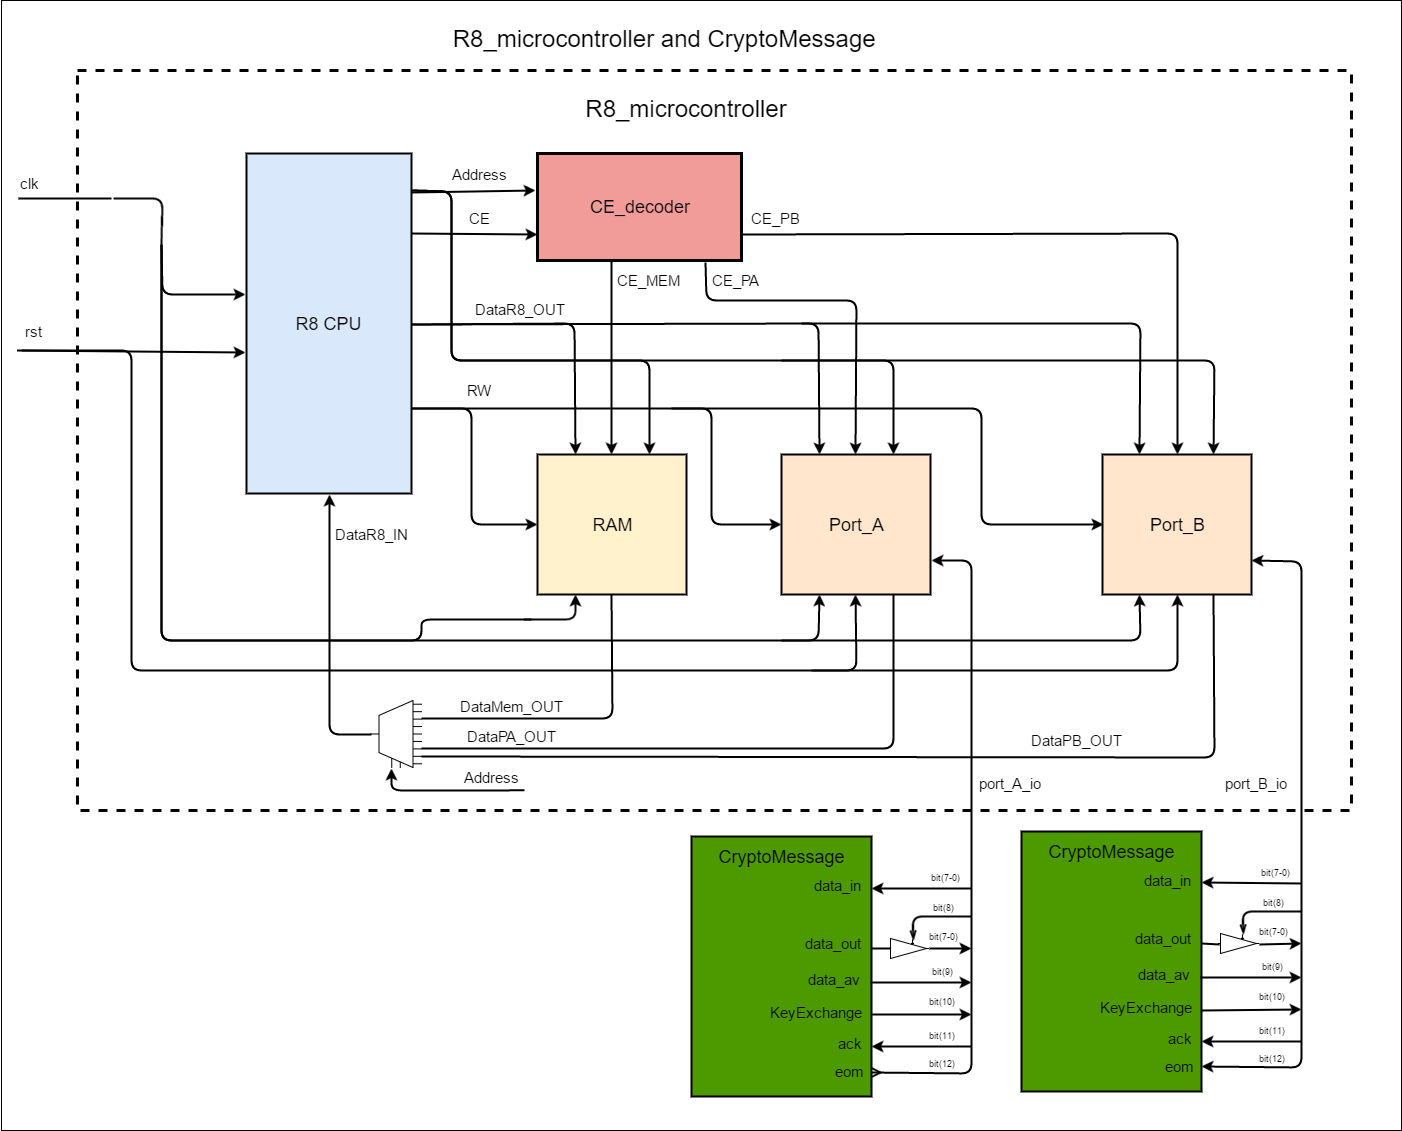 R8_microcontroller and CryptoMessage
R8_microcontroller
clk
rst
R8 CPU
Address
CE
CE_decoder
CE_PB
CE_MEM
CE_PA
DataR8_OUT
RW
DataR8_IN
RAM
Port_A
Port_B
DataMem_OUT
DataPA_OUT
DataPB_OUT
Address
port_A_io
port_B_io
CryptoMessage
data_in
bit(7-0)
bit(8)
data_out
bit(7-0)
data_av
bit(9)
KeyExchange
bit(10)
ack
bit(11)
eom
bit(12)
CryptoMessage
data_in
bit(7-0)
bit(8)
data_out
bit(7-0)
data_av
bit(9)
KeyExchange
bit(10)
ack
bit(11)
eom
bit(12)